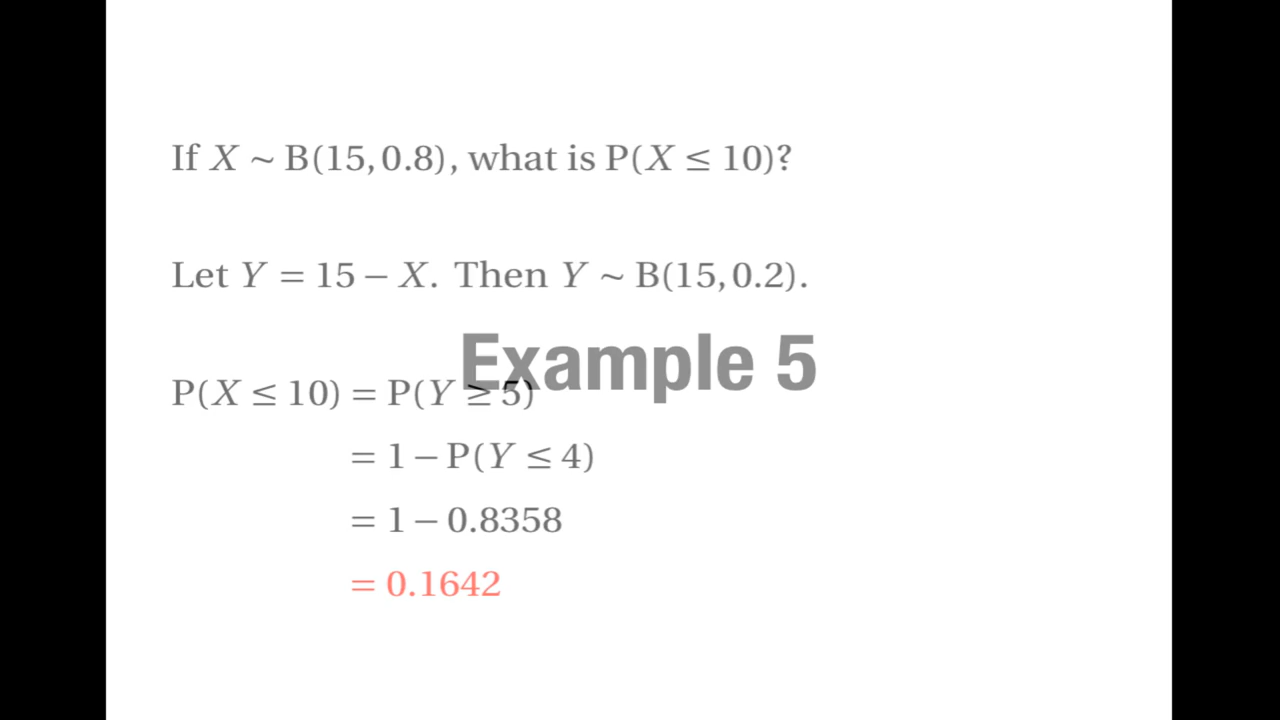 If X ~ B(15, 0.8), what is P(X ≤ 10)?
Let Y = 15 − X. Then Y ~ B(15, 0.2).
Example 5
P(X ≤ 10) = P(Y ≥ 5)
= 1 − P(Y ≤ 4)
= 1 − 0.8358
= 0.1642